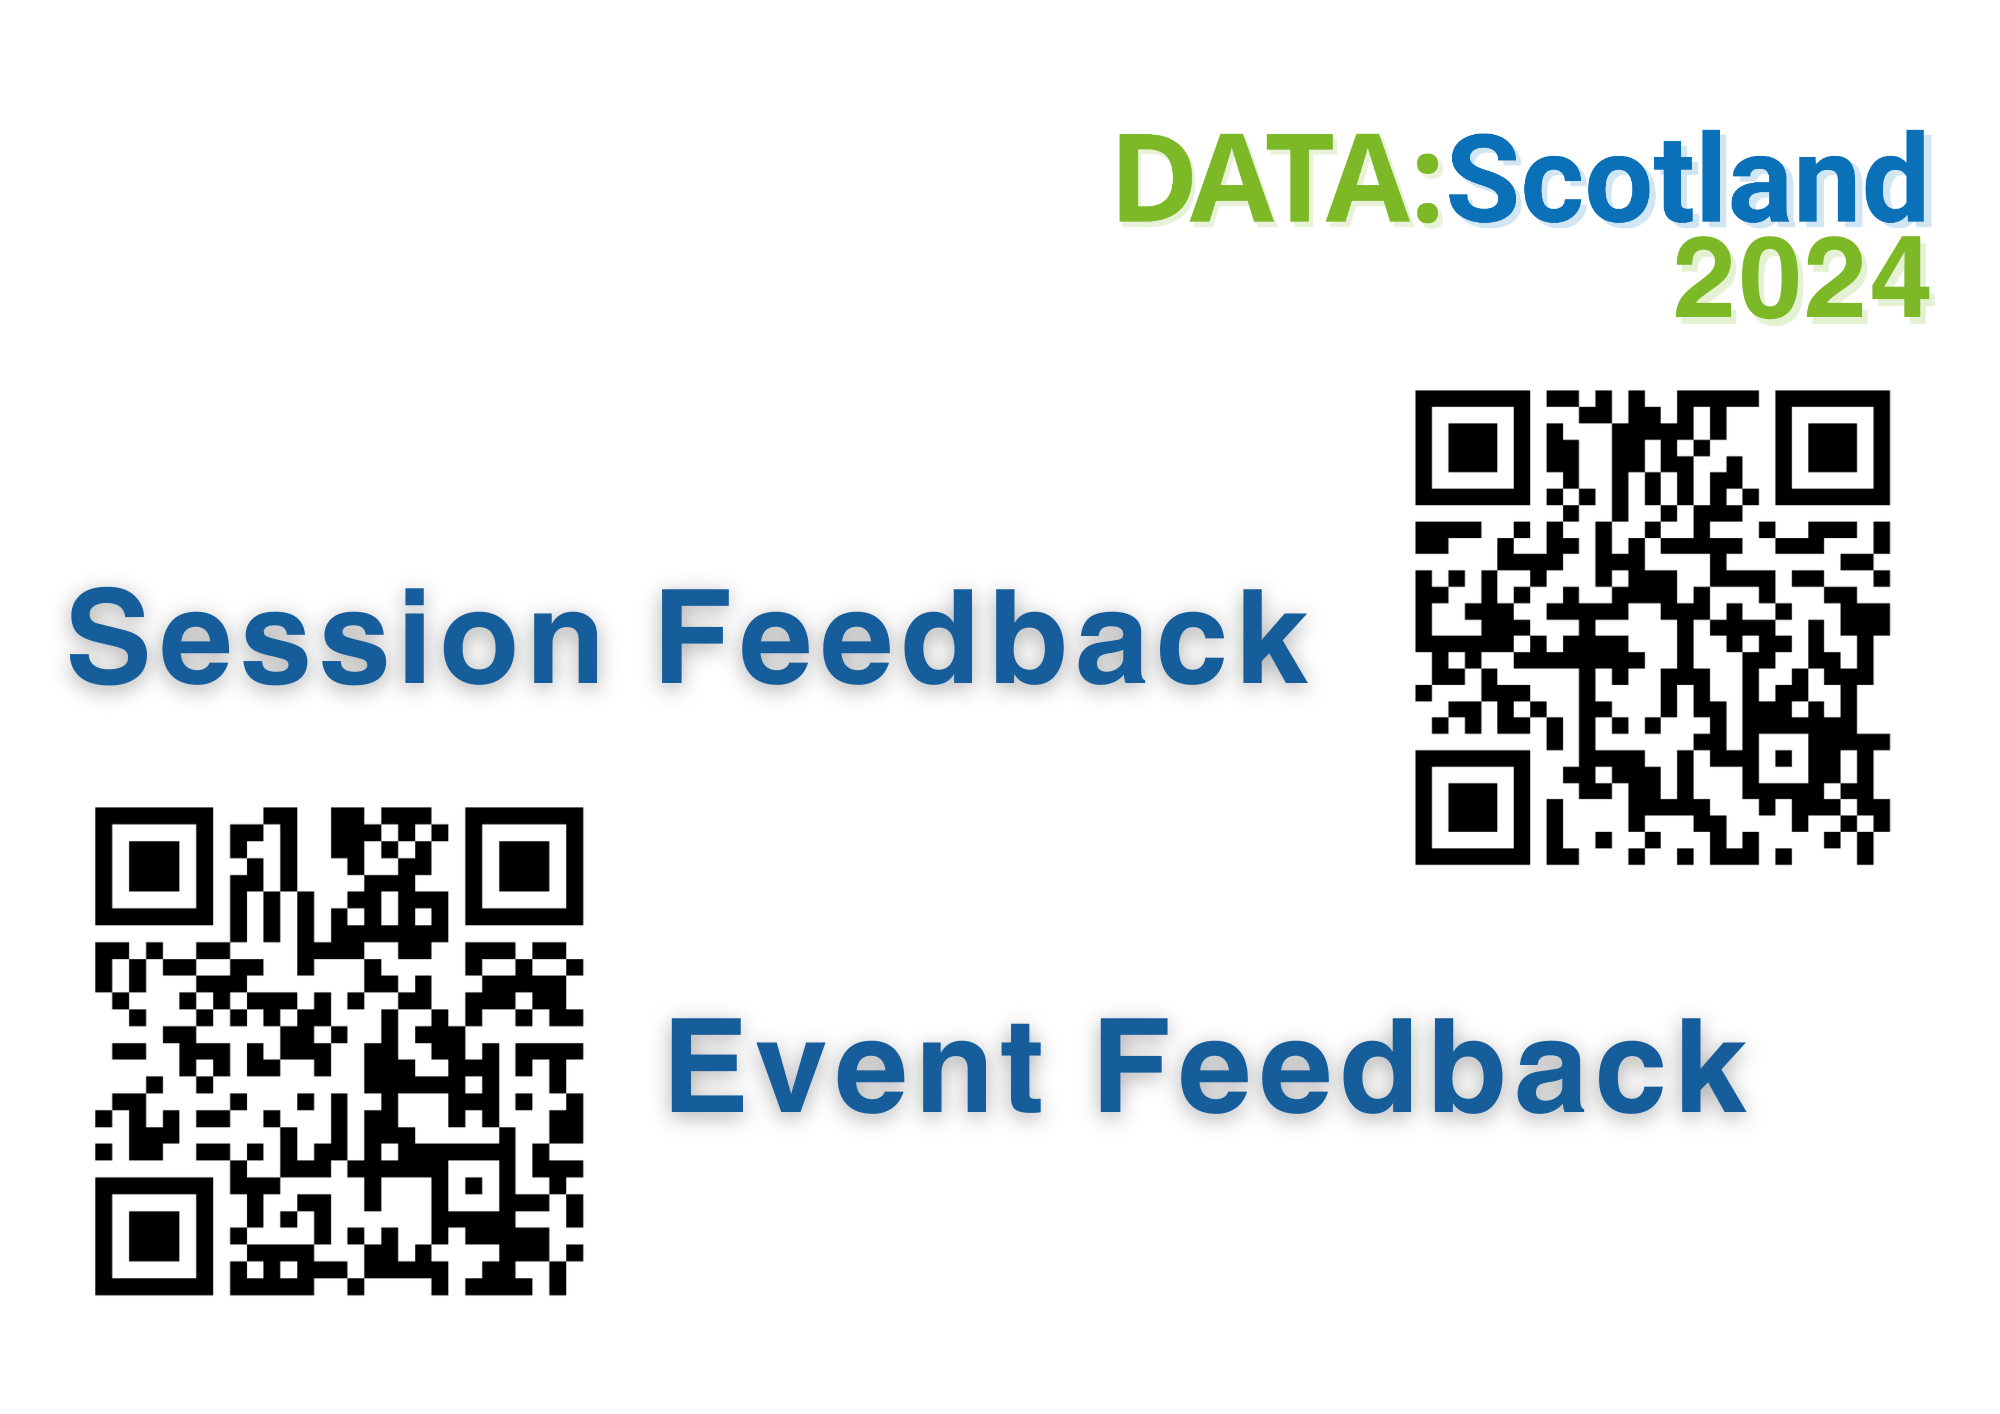 DATA:Scotland
2024
Session Feedback
Event Feedback